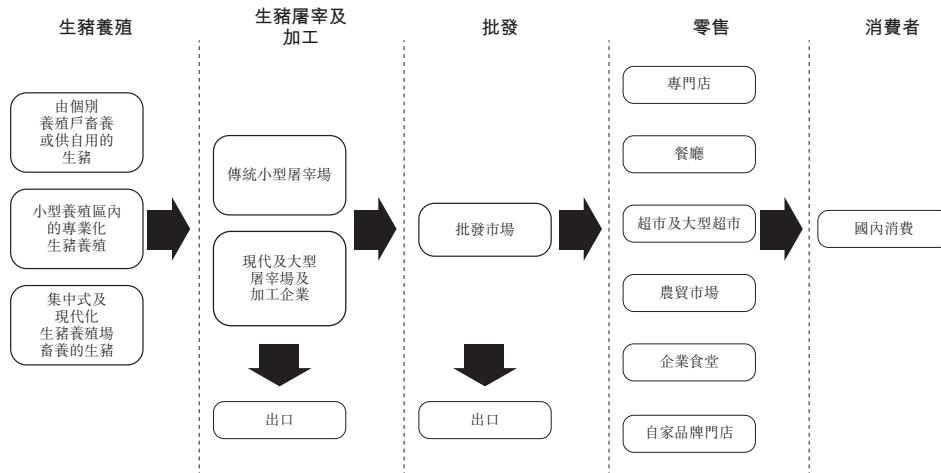 生豬養殖
生豬屠宰及
加工
批發
零售
消費者
由個別
養殖戶畜養
或供自用的
生豬
小型養殖區內
的專業化
生豬養殖
集中式及
現代化
生豬養殖場
畜養的生豬
傳統小型屠宰場
現代及大型
屠宰場及
加工企業
出口
批發市場
出口
專門店
餐廳
超市及大型超市
農貿市場
企業食堂
自家品牌門店
國內消費